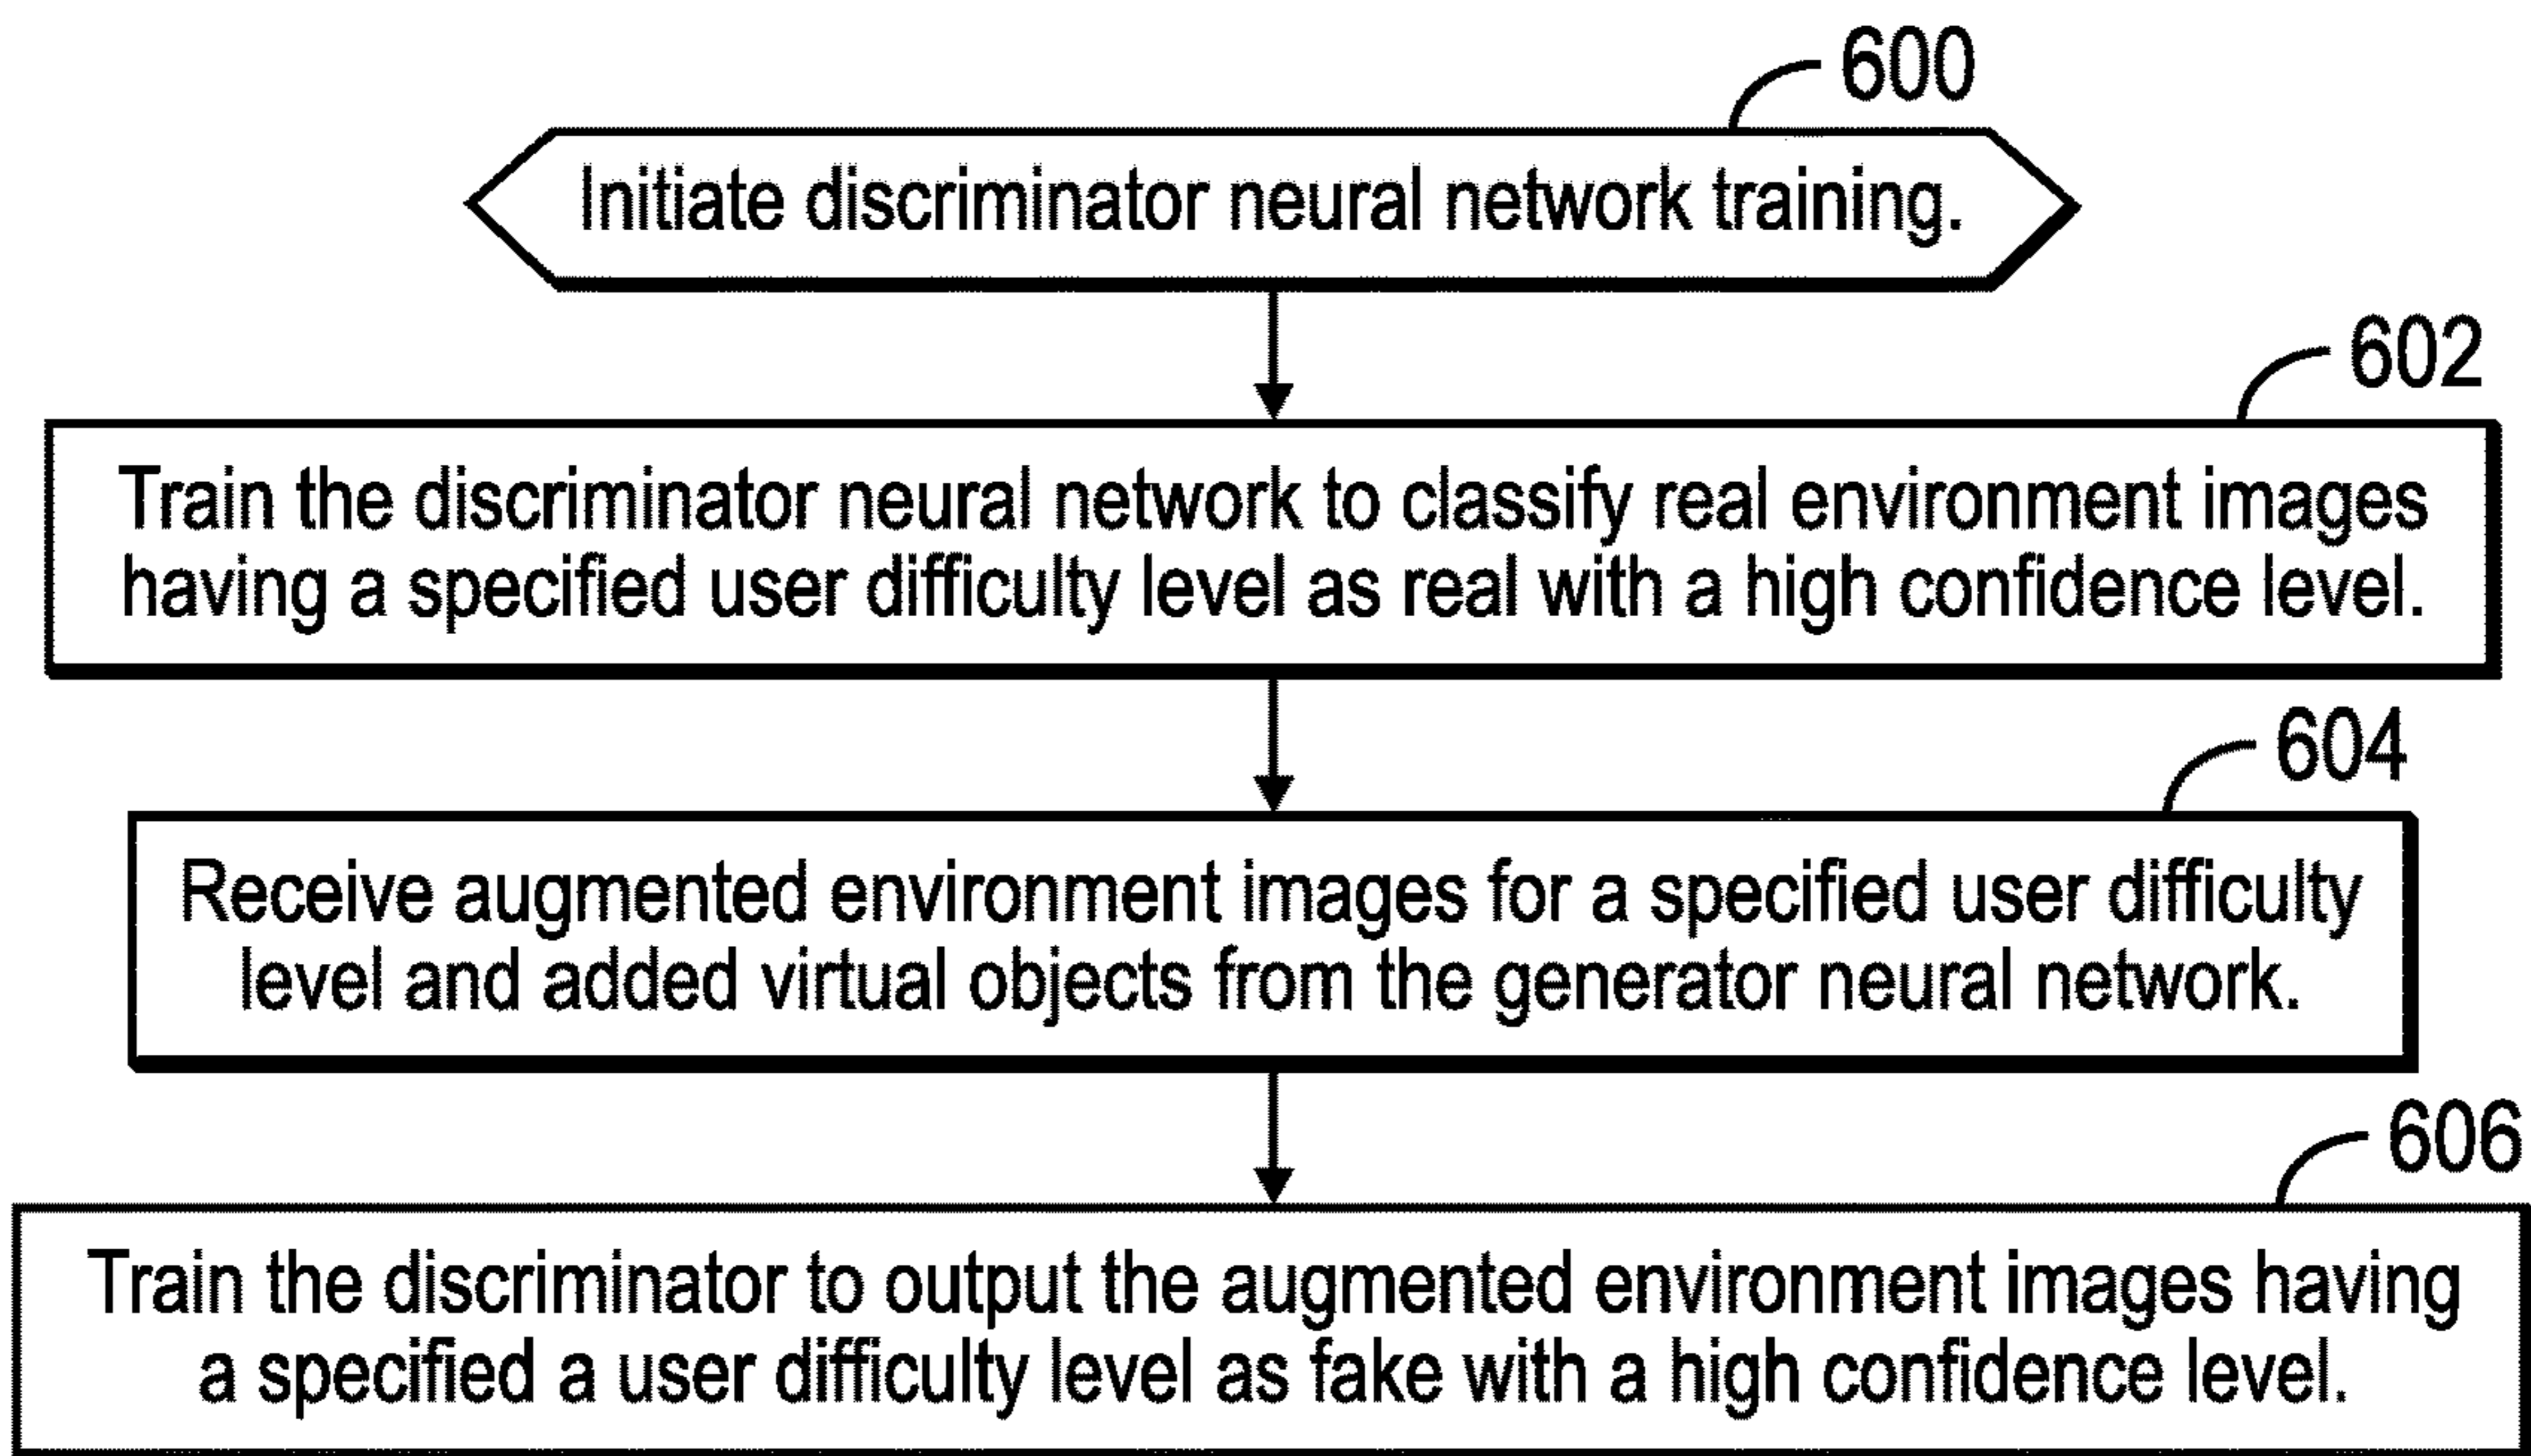 600
Initiate discriminator neural network training.
602
Train the discriminator neural network to classify real environment images
having a specified user difficulty level as real with a high confidence level.
604
Receive augmented environment images for a specified user difficulty
level and added virtual objects from the generator neural network.
606
Train the discriminator to output the augmented environment images having
a specified a user difficulty level as fake with a high confidence level.